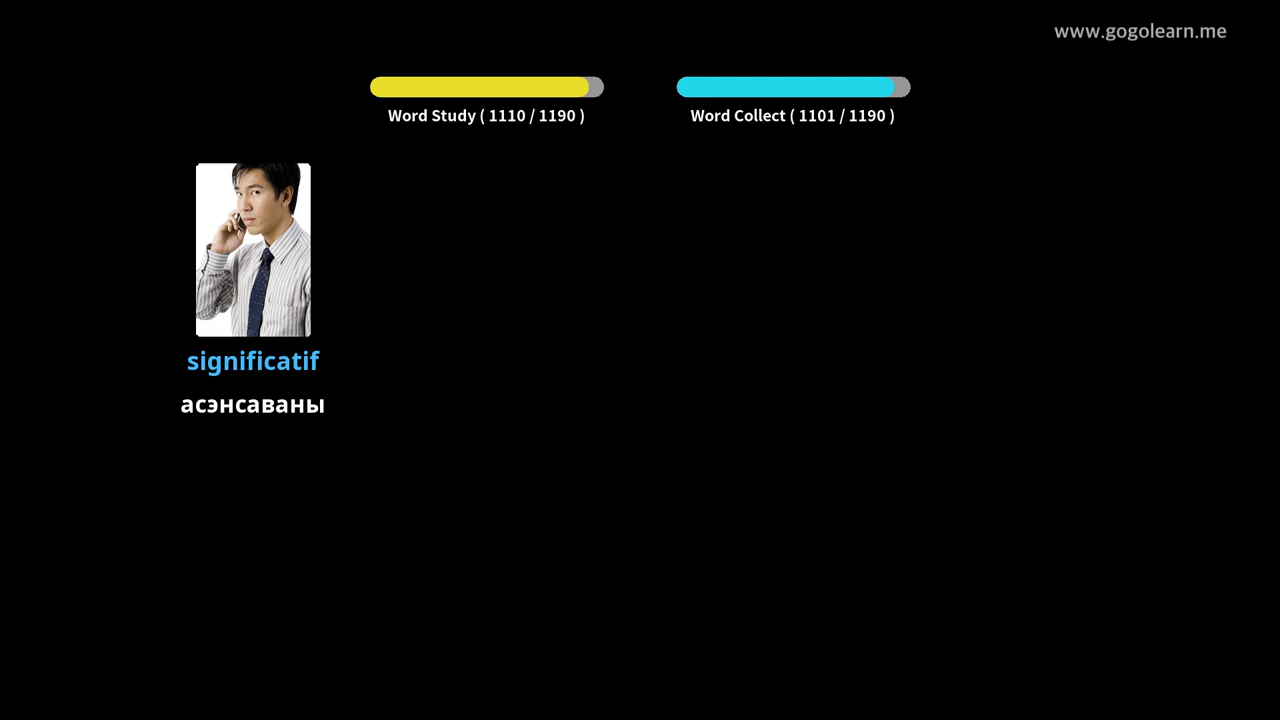 www.gogolearn.me
Word Study ( 1110 / 1190 )
Word Collect ( 1101 / 1190 )
significatif
асэнсаваны